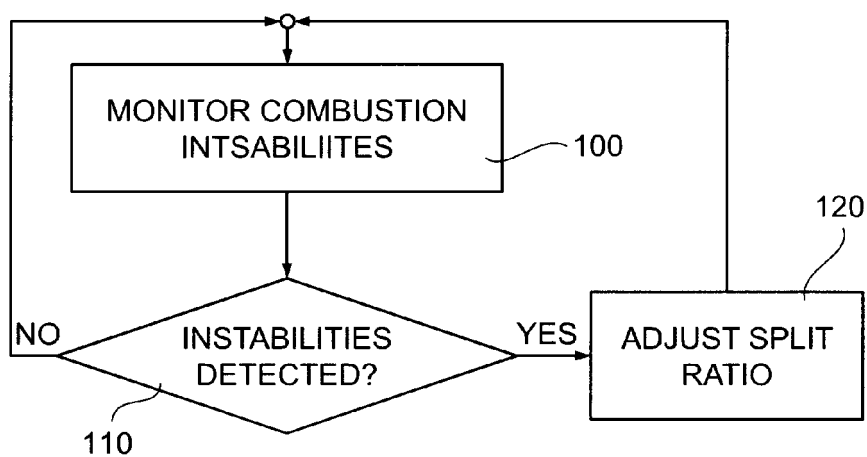 MONITOR COMBUSTION
INTSABILIITES
100
120
NO
INSTABILITIES
DETECTED?
YES
ADJUST SPLIT
RATIO
110